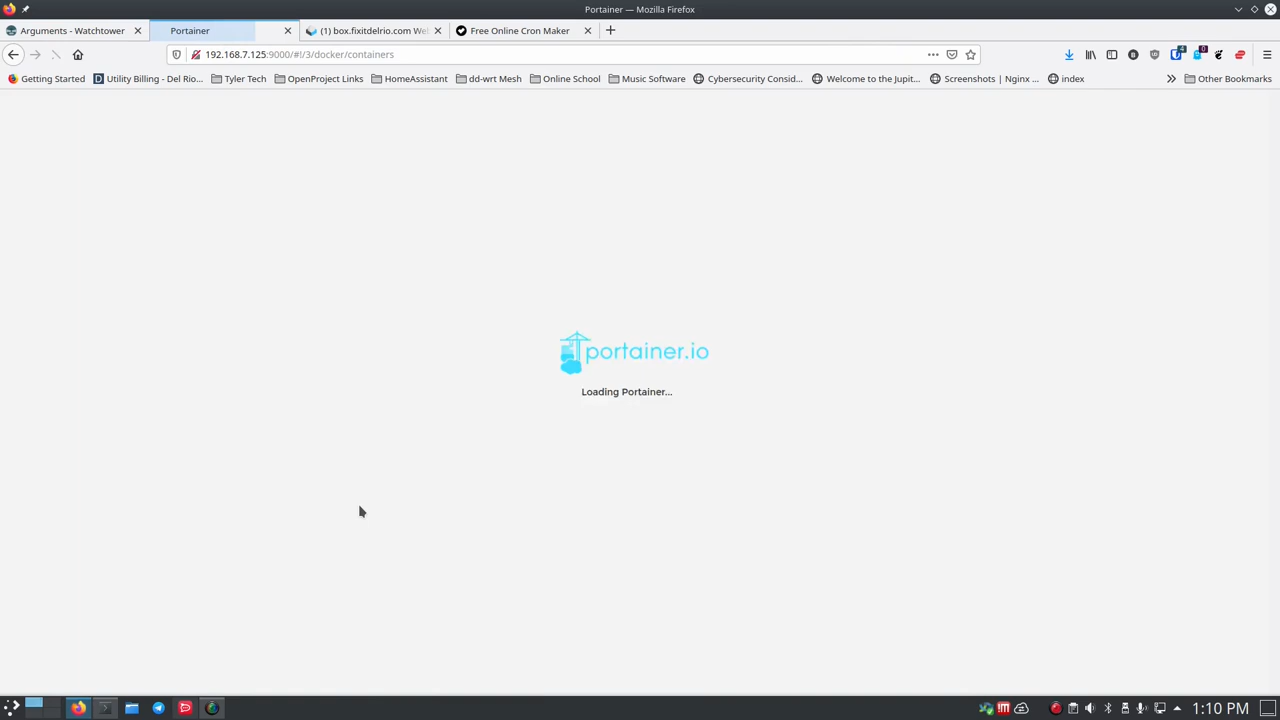 Portainer — Mozilla Firefox
Arguments - Watchtower
Portainer
(1) box.fixitdelrio.com We
Free Online Cron Maker
192.168.7.125:9000/#!/3/docker/containers
4
0
Getting Started
Utility Billing - Del Rio...
Tyler Tech
OpenProject Links
HomeAssistant
dd-wrt Mesh
Online School
Music Software
Cybersecurity Consid...
Welcome to the Jupit...
Screenshots | Nginx ...
index
Other Bookmarks
portainer.io
Loading Portainer...
1:10 PM